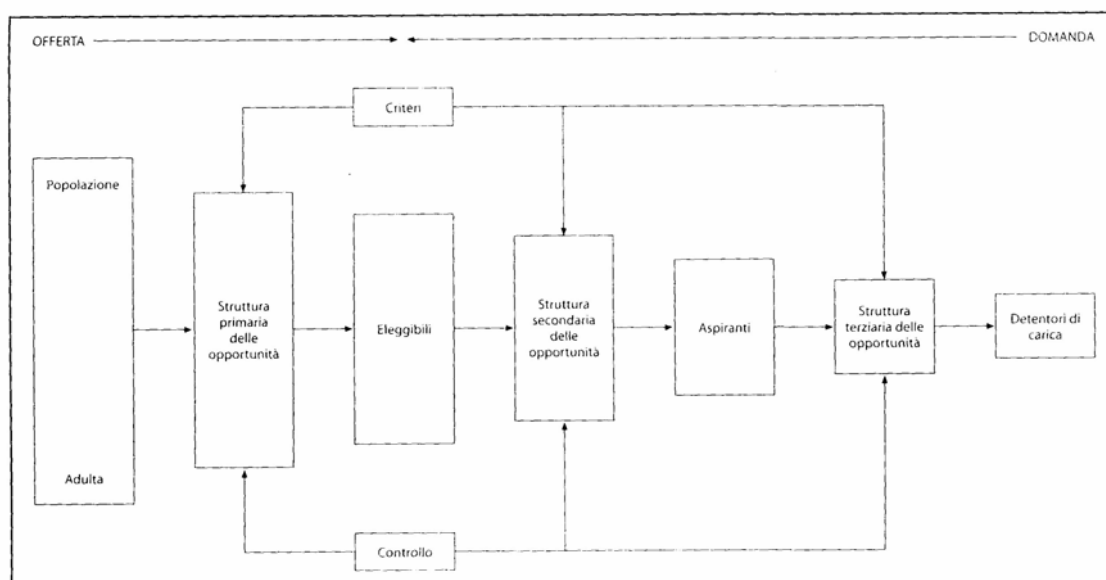 OFFERTA
DOMANDA
Criteri
Popolazione
Adulta
Struttura
primaria
delle
opportunità
Eleggibili
Struttura
secondaria
delle
opportunità
Aspiranti
Struttura
terziaria delle
opportunità
Detentori di
carica
Controllo